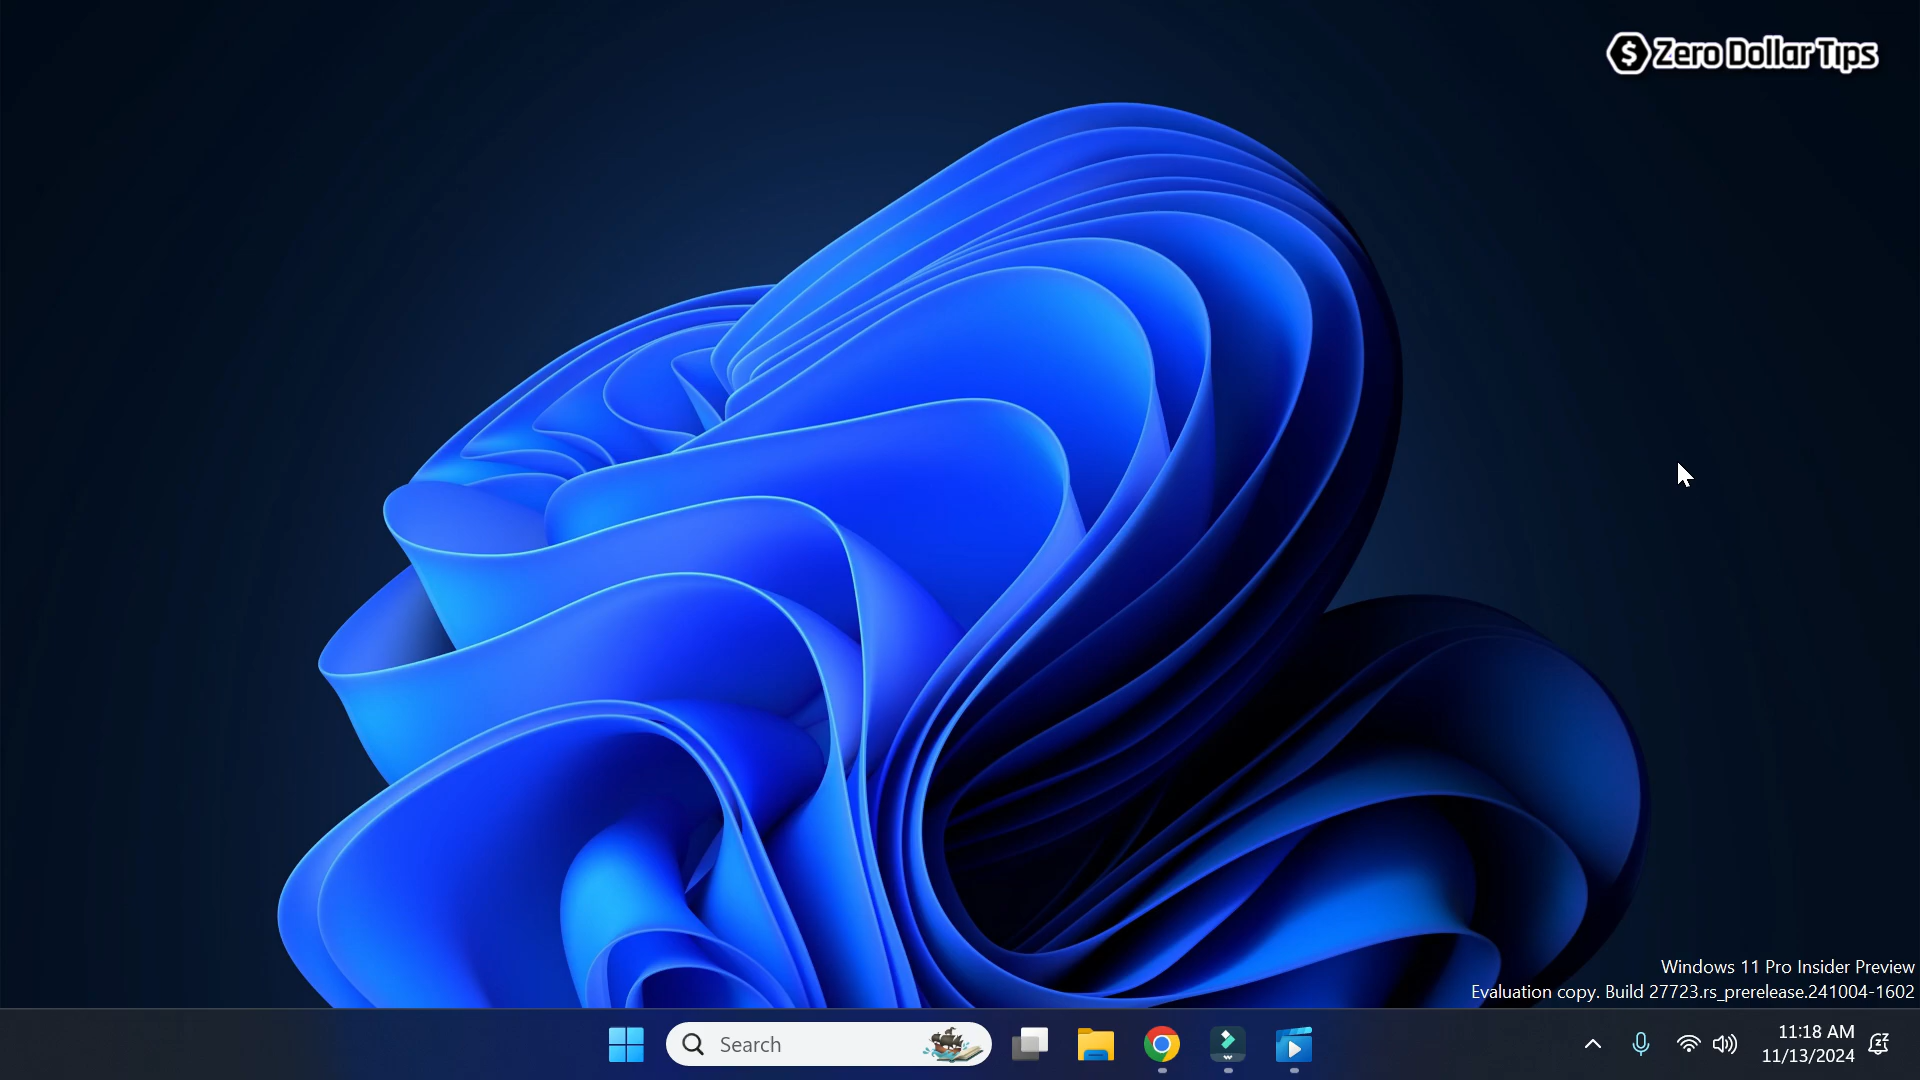 $ Zero Dollar Tips
Windows 11 Pro Insider Preview
Evaluation copy. Build 27723.rs_prerelease.241004-1602
Search
11:18 AM
11/13/2024